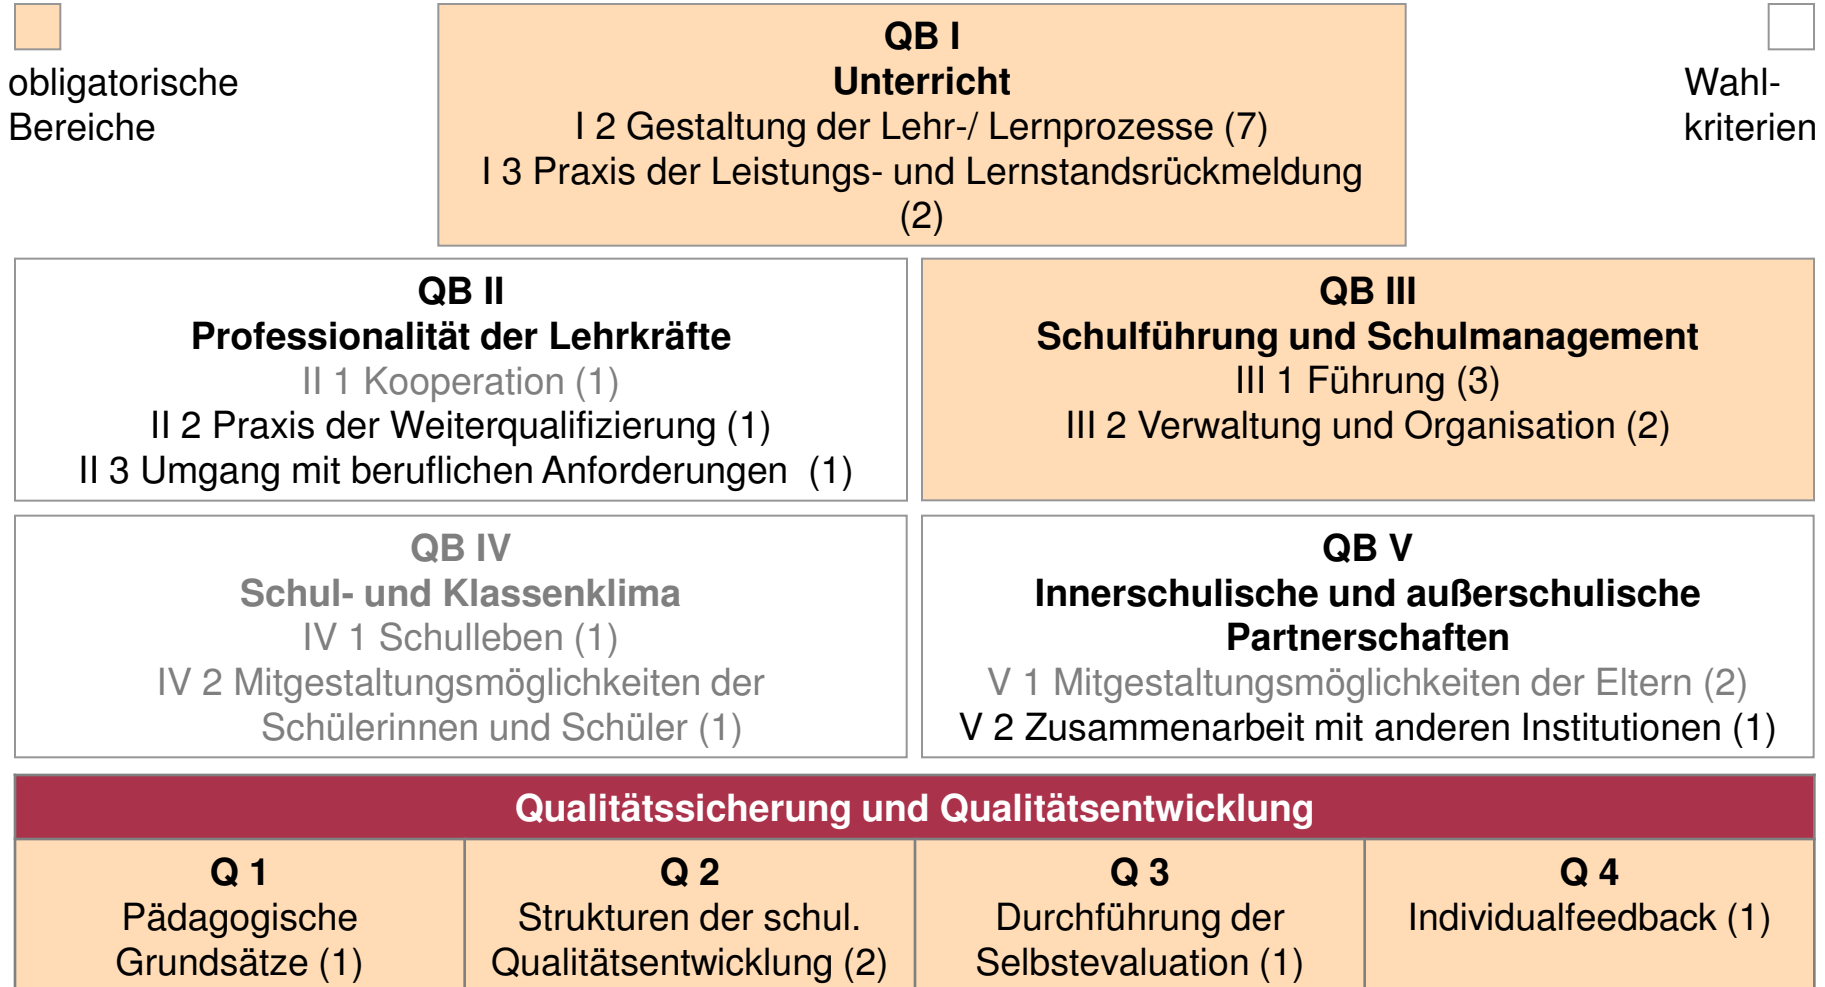 obligatorische
Bereiche
QB I
Unterricht
I 2 Gestaltung der Lehr-/ Lernprozesse (7)
I 3 Praxis der Leistungs- und Lernstandsrückmeldung
(2)
Wahl-
kriterien
QB II
Professionalität der Lehrkräfte
II 1 Kooperation (1)
II 2 Praxis der Weiterqualifizierung (1)
II 3 Umgang mit beruflichen Anforderungen (1)
QB III
Schulführung und Schulmanagement
III 1 Führung (3)
III 2 Verwaltung und Organisation (2)
QB IV
Schul- und Klassenklima
IV 1 Schulleben (1)
IV 2 Mitgestaltungsmöglichkeiten der
Schülerinnen und Schüler (1)
QB V
Innerschulische und außerschulische
Partnerschaften
V 1 Mitgestaltungsmöglichkeiten der Eltern (2)
V 2 Zusammenarbeit mit anderen Institutionen (1)
Qualitätssicherung und Qualitätsentwicklung
Q 1
Pädagogische
Grundsätze (1)
Q 2
Strukturen der schul.
Qualitätsentwicklung (2)
Q 3
Durchführung der
Selbstevaluation (1)
Q 4
Individualfeedback (1)